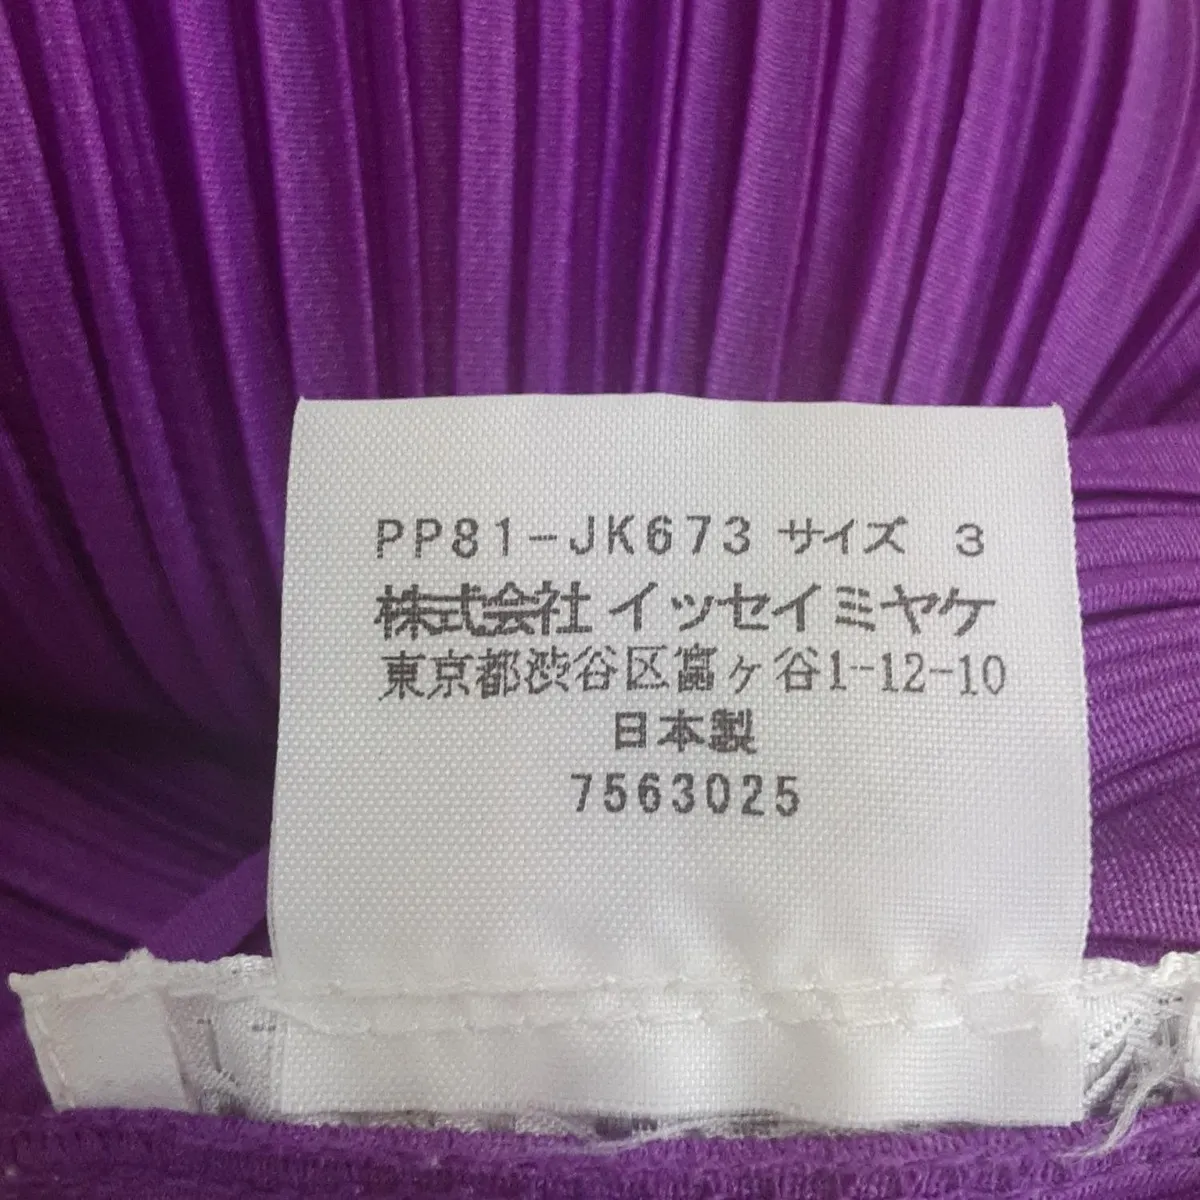 PP81-JK673 サイズ 3
株式会社 イッセイミヤケ
東京都渋谷区富ヶ谷1-12-10
日本製
7563025